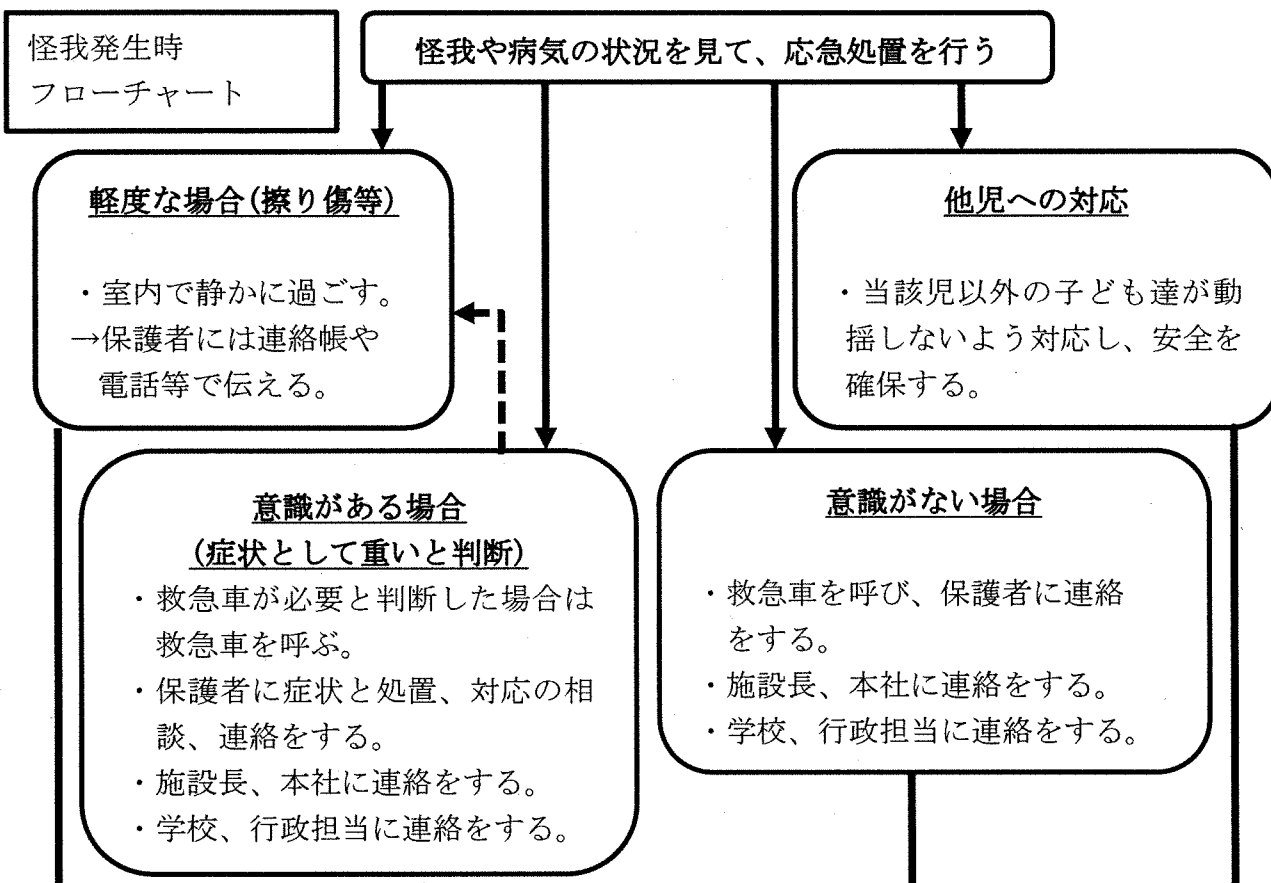 怪我発生時
フローチャート
怪我や病気の状況を見て、応急処置を行う
軽度な場合(擦り傷等)
・室内で静かに過ごす。
→保護者には連絡帳や
電話等で伝える。
他児への対応
・当該児以外の子ども達が動
揺しないよう対応し、安全を
確保する。
意識がある場合
(症状として重いと判断)
・救急車が必要と判断した場合は
救急車を呼ぶ。
・保護者に症状と処置、対応の相
談、連絡をする。
・施設長、本社に連絡をする。
・学校、行政担当に連絡をする。
意識がない場合
・救急車を呼び、保護者に連絡
をする。
・施設長、本社に連絡をする。
・学校、行政担当に連絡をする。